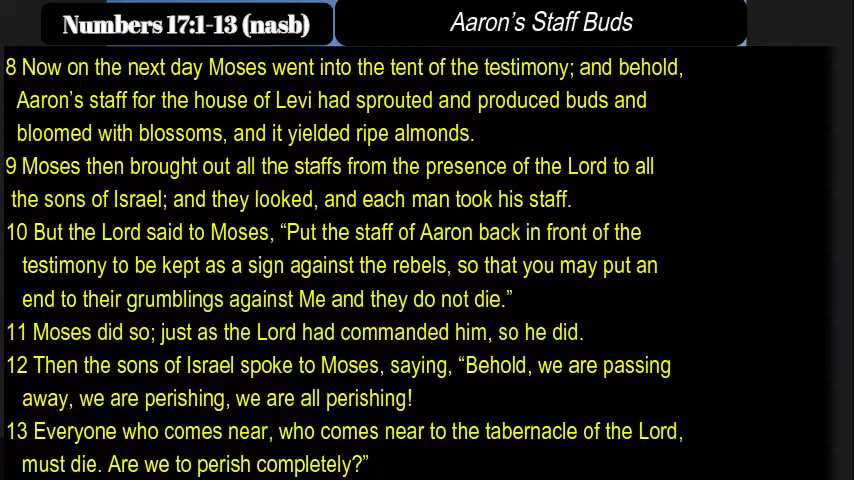 Numbers 17:1-13 (nasb)
Aaron’s Staff Buds
8 Now on the next day Moses went into the tent of the testimony; and behold,
Aaron’s staff for the house of Levi had sprouted and produced buds and
bloomed with blossoms, and it yielded ripe almonds.
9 Moses then brought out all the staffs from the presence of the Lord to all
the sons of Israel; and they looked, and each man took his staff.
10 But the Lord said to Moses, “Put the staff of Aaron back in front of the
testimony to be kept as a sign against the rebels, so that you may put an
end to their grumblings against Me and they do not die.”
11 Moses did so; just as the Lord had commanded him, so he did.
12 Then the sons of Israel spoke to Moses, saying, “Behold, we are passing
away, we are perishing, we are all perishing!
13 Everyone who comes near, who comes near to the tabernacle of the Lord,
must die. Are we to perish completely?”